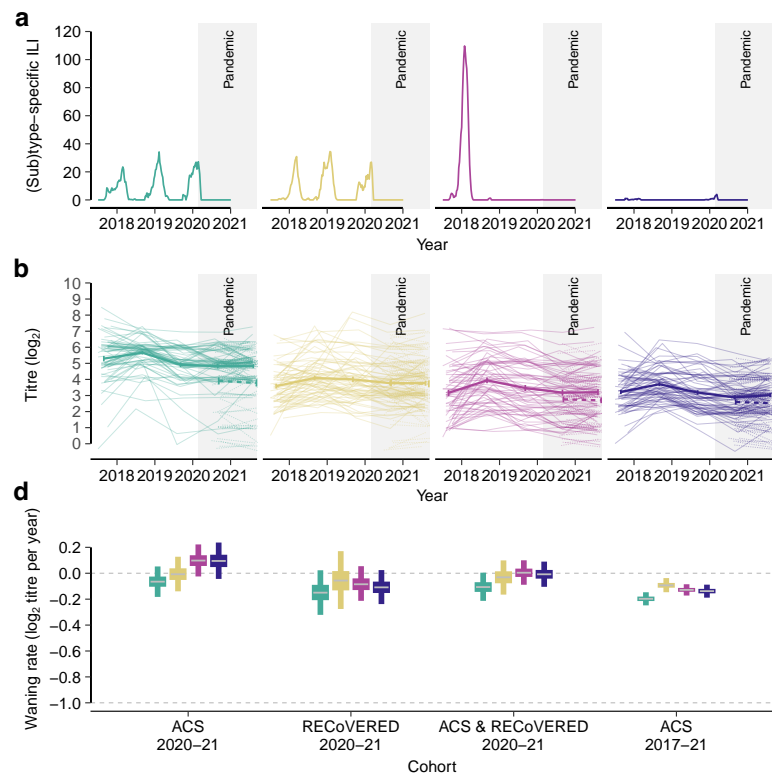 a
(Sub)type−specific ILI
120
100
80
60
40
20
0
Pandemic
Pandemic
Pandemic
Pandemic
2018 2019 2020 2021
2018 2019 2020 2021
2018 2019 2020 2021
2018 2019 2020 2021
Year
b
Titre (log2)
10
9
8
7
6
5
4
3
2
1
0
Pandemic
Pandemic
Pandemic
Pandemic
2018 2019 2020 2021
2018 2019 2020 2021
2018 2019 2020 2021
2018 2019 2020 2021
Year
d
Waning rate (log2 titre per year)
0.2
0.0
−0.2
−0.4
−0.6
−0.8
−1.0
ACS
2020−21
RECoVERED
2020−21
ACS & RECoVERED
2020−21
ACS
2017−21
Cohort